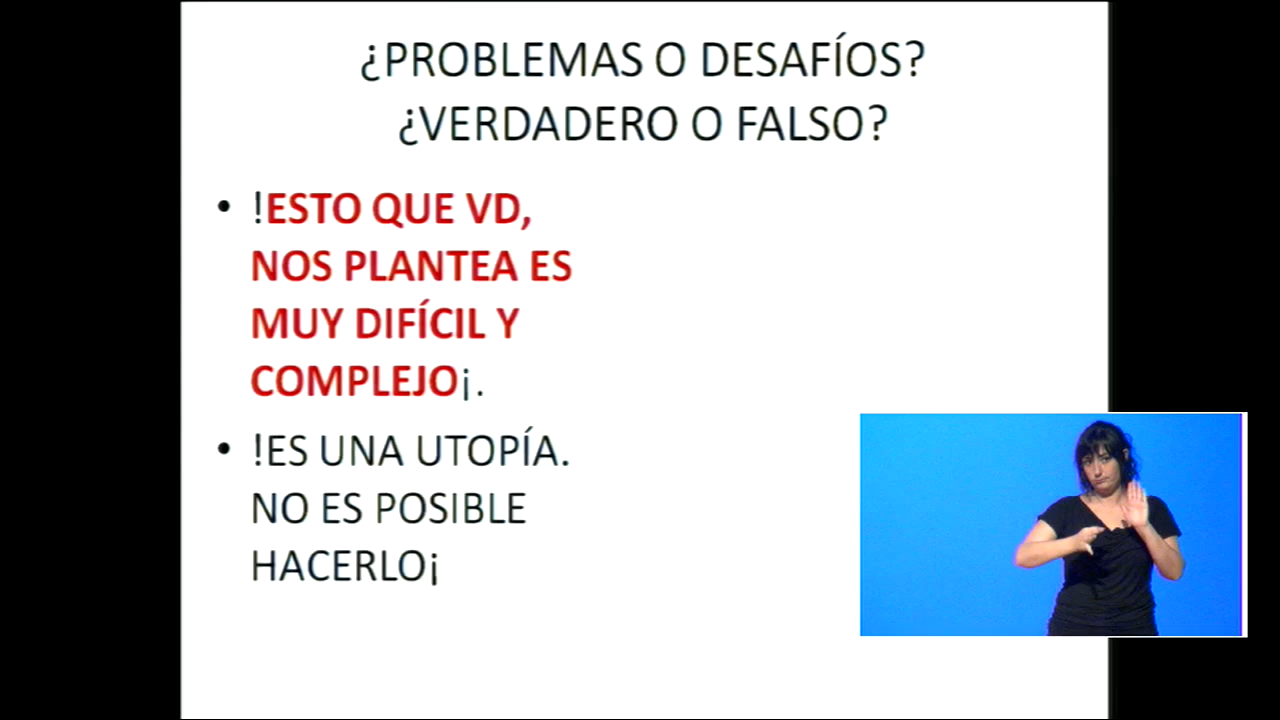 ¿PROBLEMAS O DESAFÍOS?
¿VERDADERO O FALSO?
• !ESTO QUE VD,
NOS PLANTEA ES
MUY DIFÍCIL Y
COMPLEJO¡.
• !ES UNA UTOPÍA.
NO ES POSIBLE
HACERLO¡